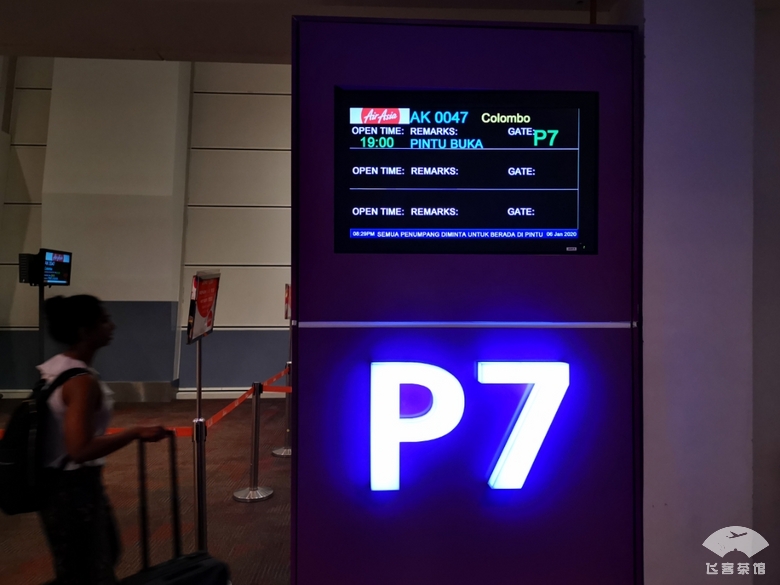 AirAsia AK 0047 Colombo
OPEN TIME: REMARKS: GATE:
19:00 PINTU BUKA P7
OPEN TIME: REMARKS: GATE:
OPEN TIME: REMARKS: GATE:
08:29PM SEMUA PENUMPANG DIMINTA UNTUK BERADA DI PINTU 06 Jan 2020
P7
飞客茶馆